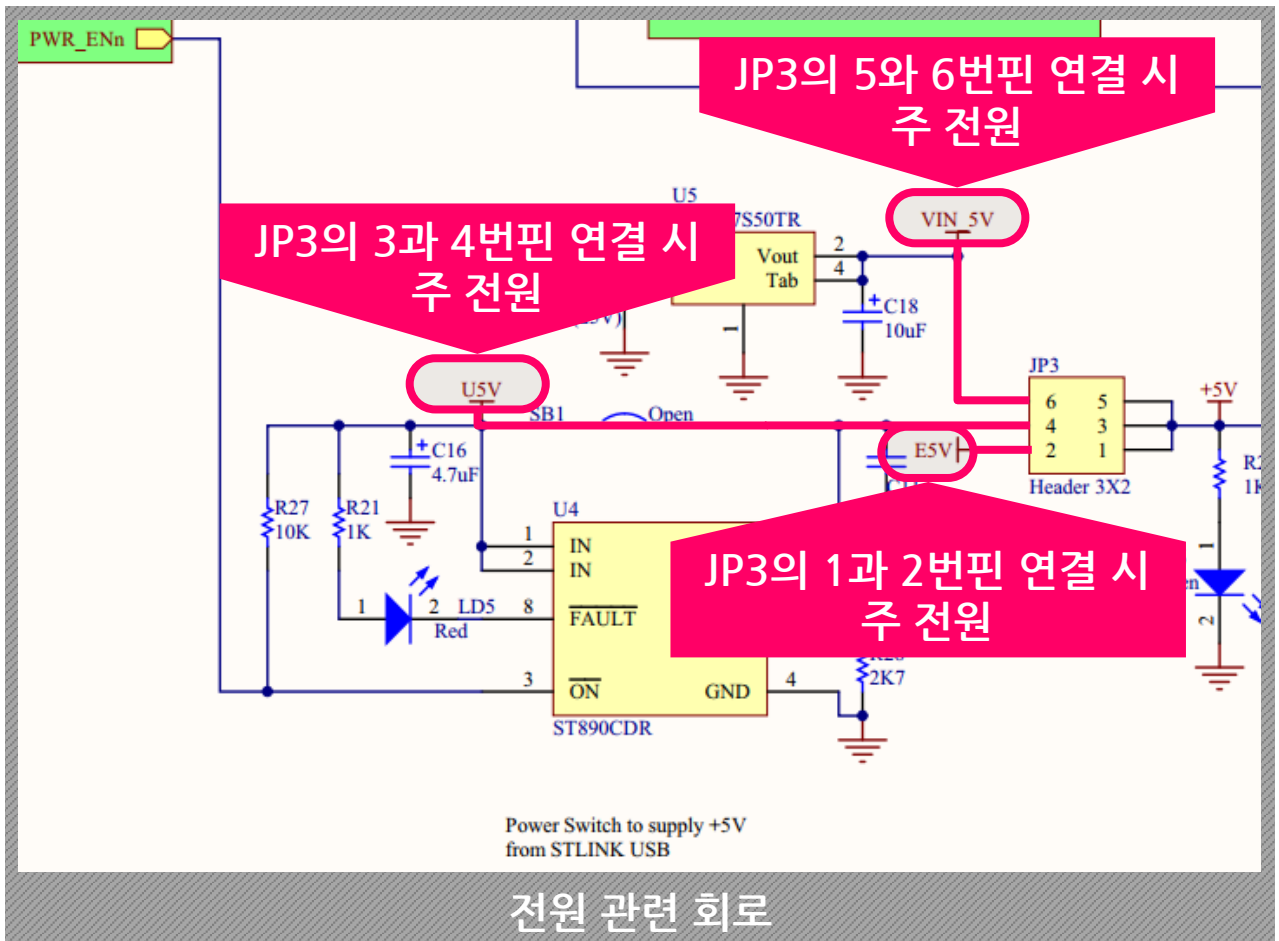 PWR_ENn
JP3의 5와 6번핀 연결 시
주 전원
U5
7S50TR
VIN_5V
JP3의 3과 4번핀 연결 시
주 전원
Vout
Tab
2
4
1
C18
10uF
U5V
SB1
Open
JP3
6 5
4 3
2 1
Header 3X2
+5V
E5V
C16
4.7uF
R27
10K
R21
1K
U4
1 IN
2 IN
1 2 LD5 8 FAULT
Red
3 ON
GND 4
ST890CDR
JP3의 1과 2번핀 연결 시
주 전원
2K7
1
2
Power Switch to supply +5V
from STLINK USB
전원 관련 회로